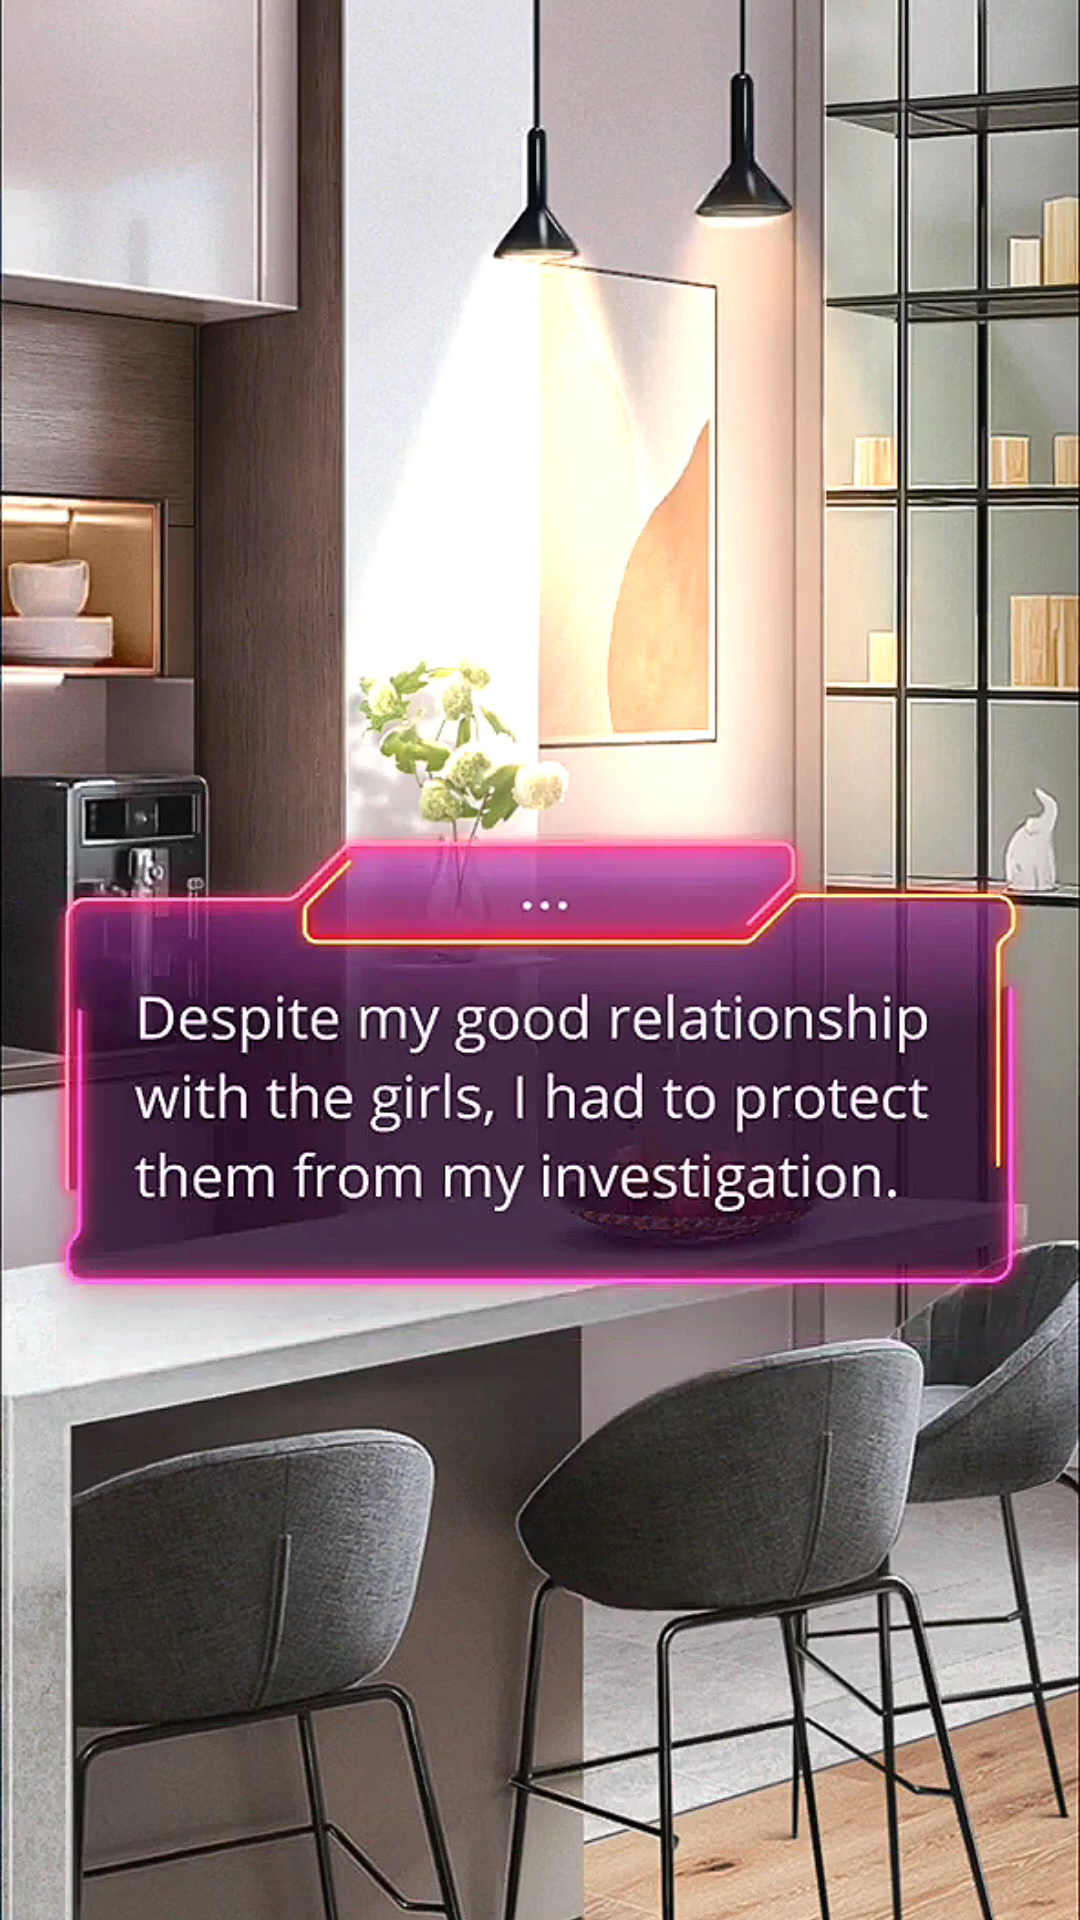 ...
Despite my good relationship
with the girls, I had to protect
them from my investigation.